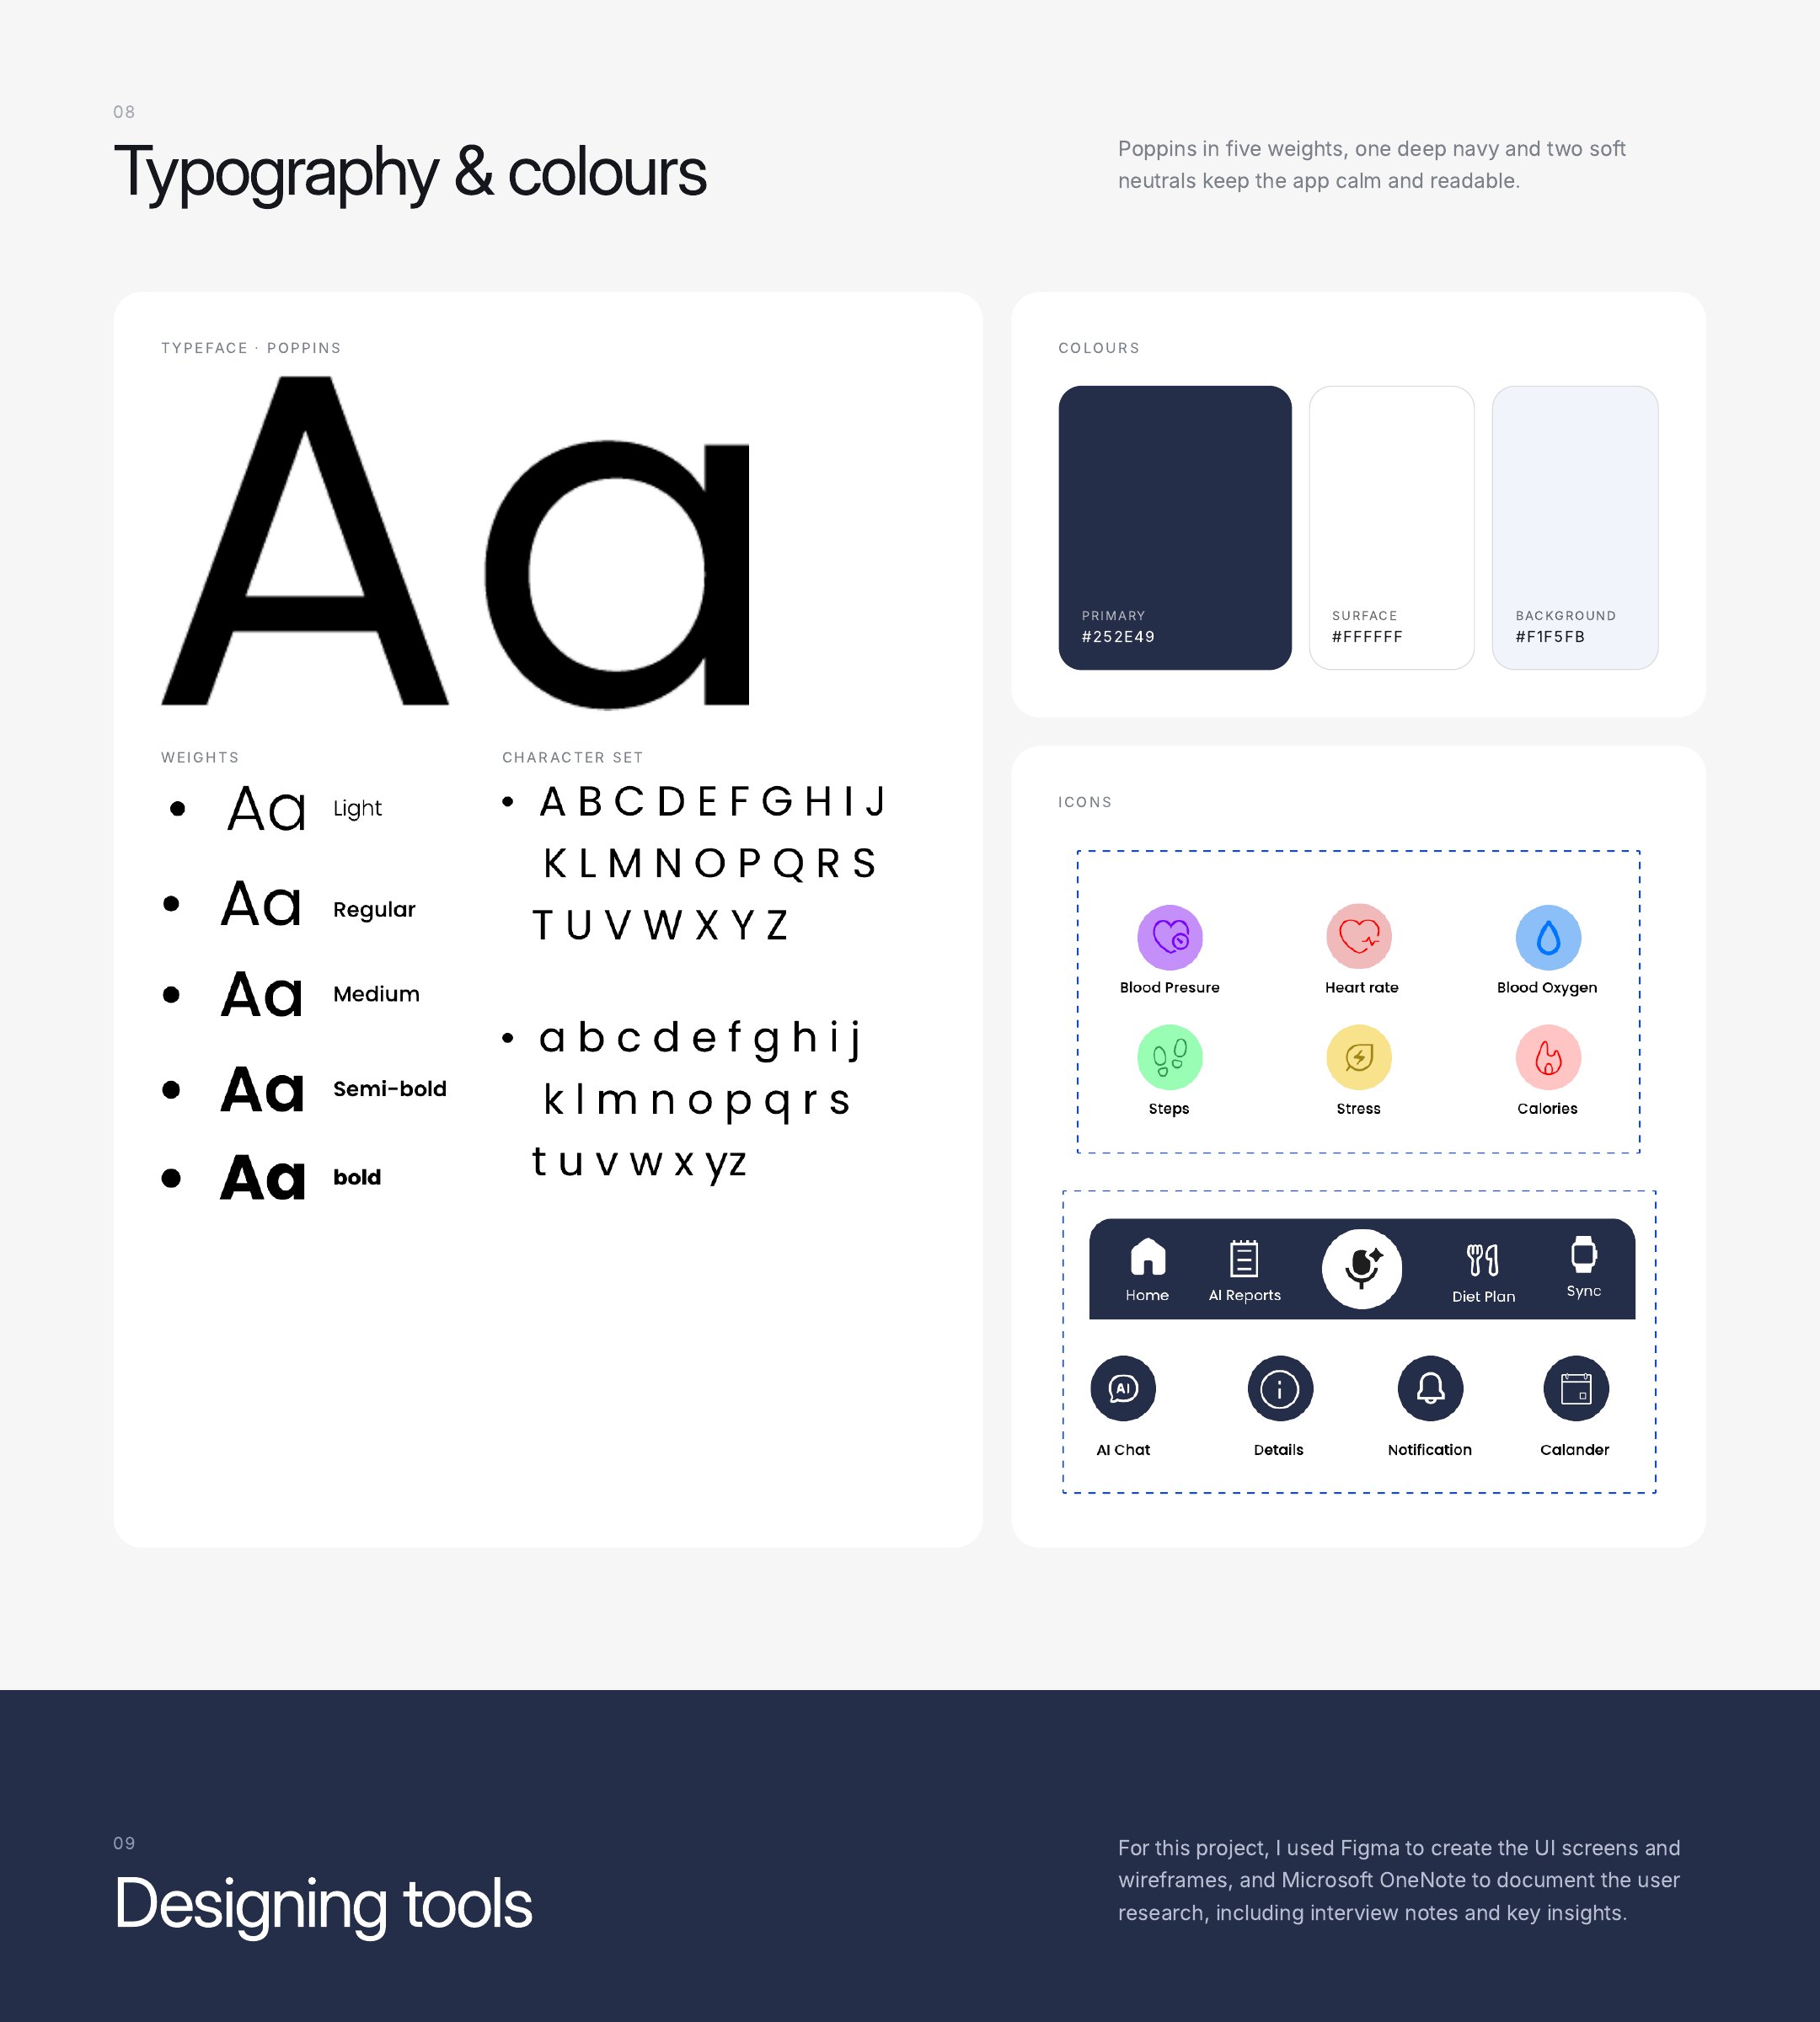 08
Typography & colours
Poppins in five weights, one deep navy and two soft
neutrals keep the app calm and readable.
TYPEFACE · POPPINS
Aa
WEIGHTS
• Aa Light
• Aa Regular
• Aa Medium
• Aa Semi-bold
• Aa bold
CHARACTER SET
• A B C D E F G H I J
K L M N O P Q R S
T U V W X Y Z
• a b c d e f g h i j
k l m n o p q r s
t u v w x yz
COLOURS
PRIMARY
#252E49
SURFACE
#FFFFFF
BACKGROUND
#F1F5FB
ICONS
Blood Presure Heart rate Blood Oxygen
Steps Stress Calories
Home AI Reports Diet Plan Sync
AI
AI Chat Details Notification Calander
09
Designing tools
For this project, I used Figma to create the UI screens and
wireframes, and Microsoft OneNote to document the user
research, including interview notes and key insights.